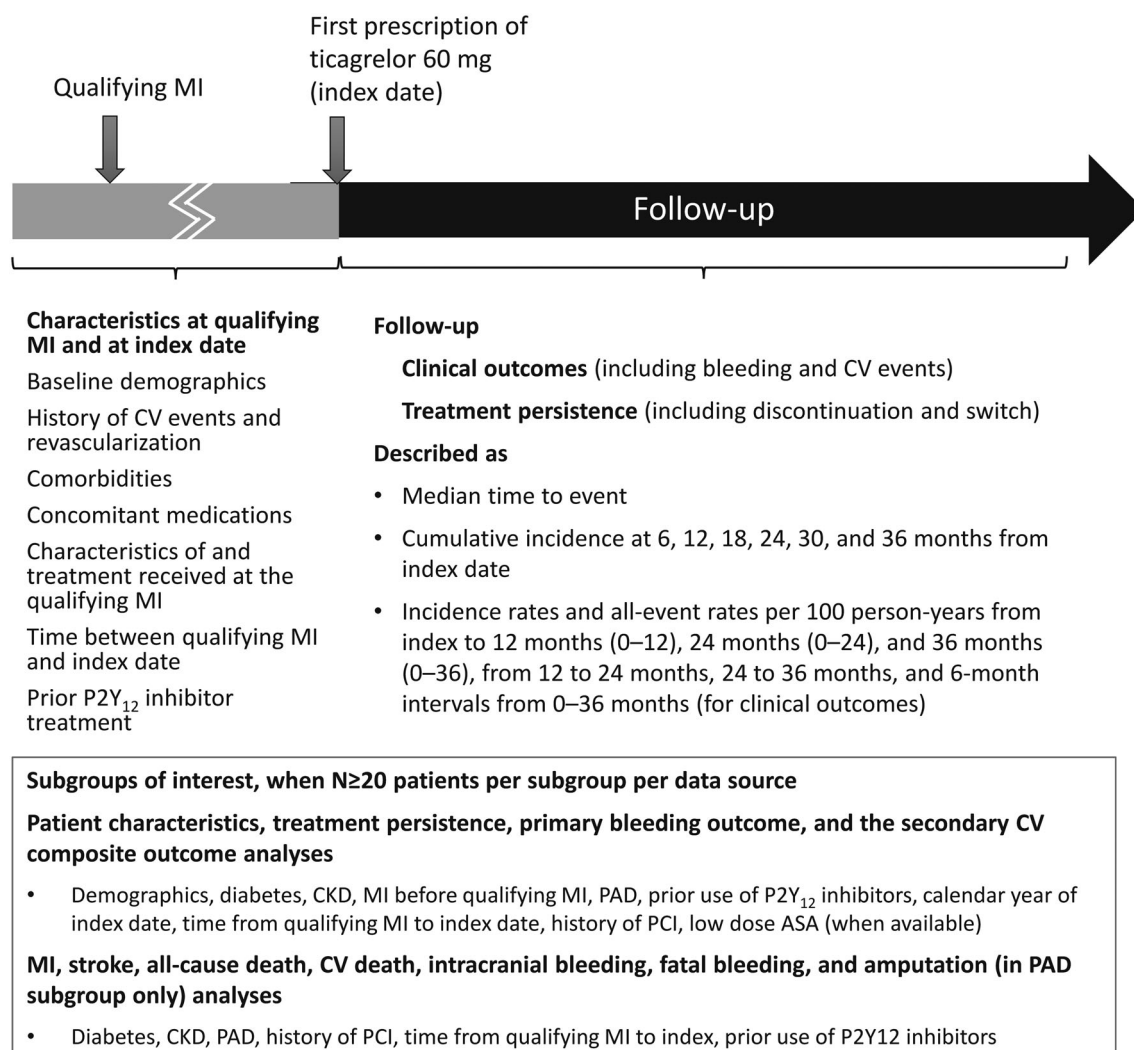 First prescription of
ticagrelor 60 mg
(index date)
Qualifying MI
Follow-up
Characteristics at qualifying
MI and at index date
Baseline demographics
History of CV events and
revascularization
Comorbidities
Concomitant medications
Characteristics of and
treatment received at the
qualifying MI
Time between qualifying MI
and index date
Prior P2Y₁₂ inhibitor
treatment
Follow-up
Clinical outcomes (including bleeding and CV events)
Treatment persistence (including discontinuation and switch)
Described as
• Median time to event
• Cumulative incidence at 6, 12, 18, 24, 30, and 36 months from
index date
• Incidence rates and all-event rates per 100 person-years from
index to 12 months (0–12), 24 months (0–24), and 36 months
(0–36), from 12 to 24 months, 24 to 36 months, and 6-month
intervals from 0–36 months (for clinical outcomes)
Subgroups of interest, when N≥20 patients per subgroup per data source
Patient characteristics, treatment persistence, primary bleeding outcome, and the secondary CV
composite outcome analyses
• Demographics, diabetes, CKD, MI before qualifying MI, PAD, prior use of P2Y₁₂ inhibitors, calendar year of
index date, time from qualifying MI to index date, history of PCI, low dose ASA (when available)
MI, stroke, all-cause death, CV death, intracranial bleeding, fatal bleeding, and amputation (in PAD
subgroup only) analyses
• Diabetes, CKD, PAD, history of PCI, time from qualifying MI to index, prior use of P2Y12 inhibitors